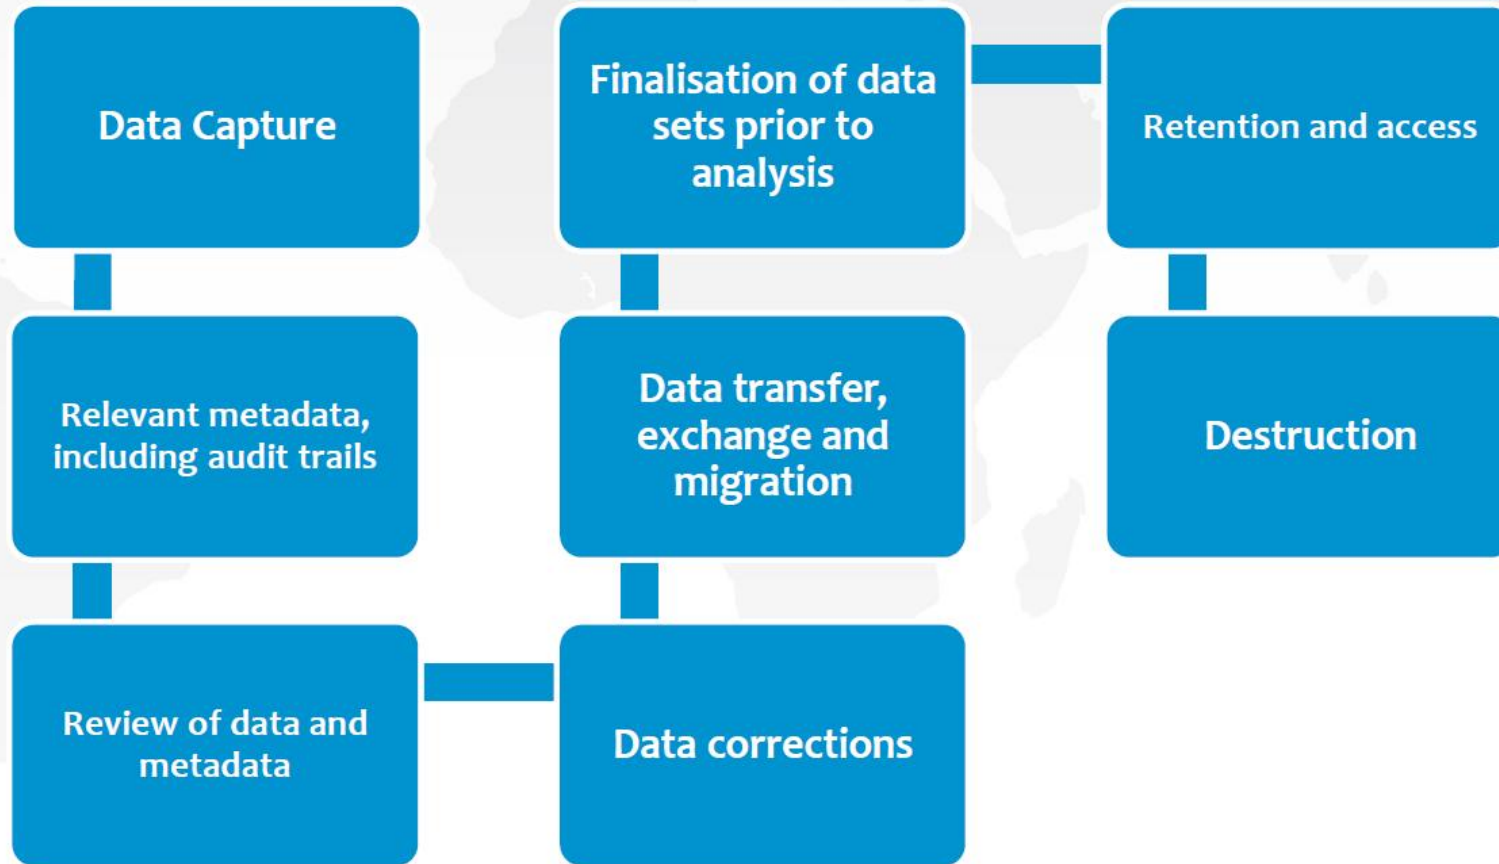 Data Capture
Relevant metadata,
including audit trails
Review of data and
metadata
Data corrections
Data transfer,
exchange and
migration
Finalisation of data
sets prior to
analysis
Retention and access
Destruction